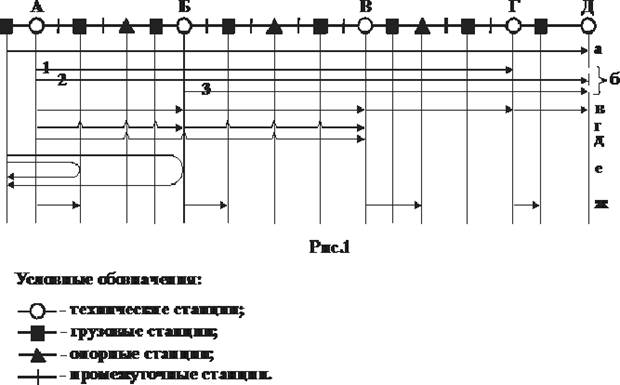 А Б В Г Д
а
1
2
б
3
в
г
д
е
ж
Рис.1
Условные обозначения:
– технические станции;
– грузовые станции;
– опорные станции;
– промежуточные станции.